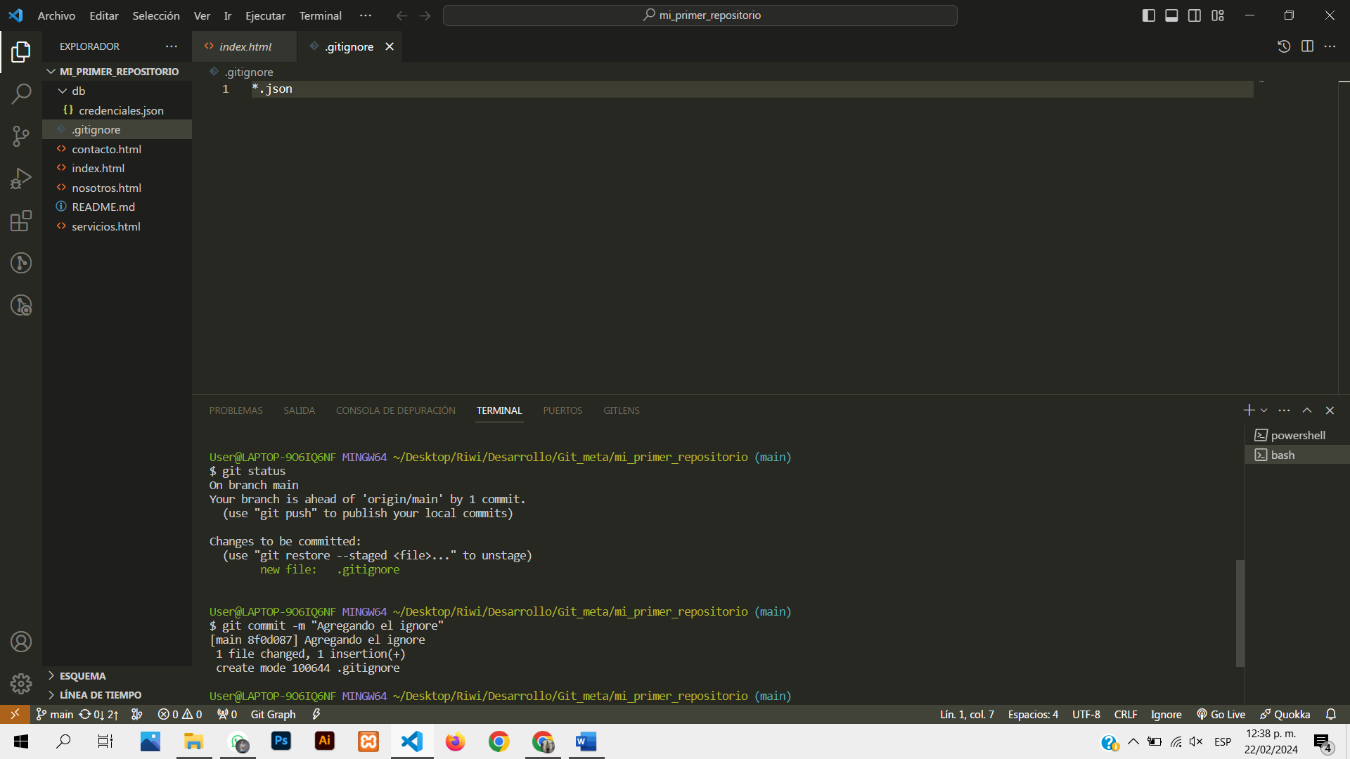 Archivo Editar Selección Ver Ir Ejecutar Terminal ··· mi_primer_repositorio
EXPLORADOR ···
index.html .gitignore
MI_PRIMER_REPOSITORIO
db
credenciales.json
.gitignore
contacto.html
index.html
nosotros.html
README.md
servicios.html
ESQUEMA
LÍNEA DE TIEMPO
.gitignore
1 *.json
PROBLEMAS SALIDA CONSOLA DE DEPURACIÓN TERMINAL PUERTOS GITLENS
powershell
bash
User@LAPTOP-9O6IQ6NF MINGW64 ~/Desktop/Riwi/Desarrollo/Git_meta/mi_primer_repositorio (main)
$ git status
On branch main
Your branch is ahead of 'origin/main' by 1 commit.
(use "git push" to publish your local commits)
Changes to be committed:
(use "git restore --staged <file>..." to unstage)
new file: .gitignore
User@LAPTOP-9O6IQ6NF MINGW64 ~/Desktop/Riwi/Desarrollo/Git_meta/mi_primer_repositorio (main)
$ git commit -m "Agregando el ignore"
[main 8f0d087] Agregando el ignore
1 file changed, 1 insertion(+)
create mode 100644 .gitignore
User@LAPTOP-9O6IQ6NF MINGW64 ~/Desktop/Riwi/Desarrollo/Git_meta/mi_primer_repositorio (main)
main 0↓ 2↑ 0 0 0 Git Graph Lín. 1, col. 7 Espacios: 4 UTF-8 CRLF Ignore Go Live Quokka
Ps Ai ESP 12:38 p. m.
22/02/2024 4